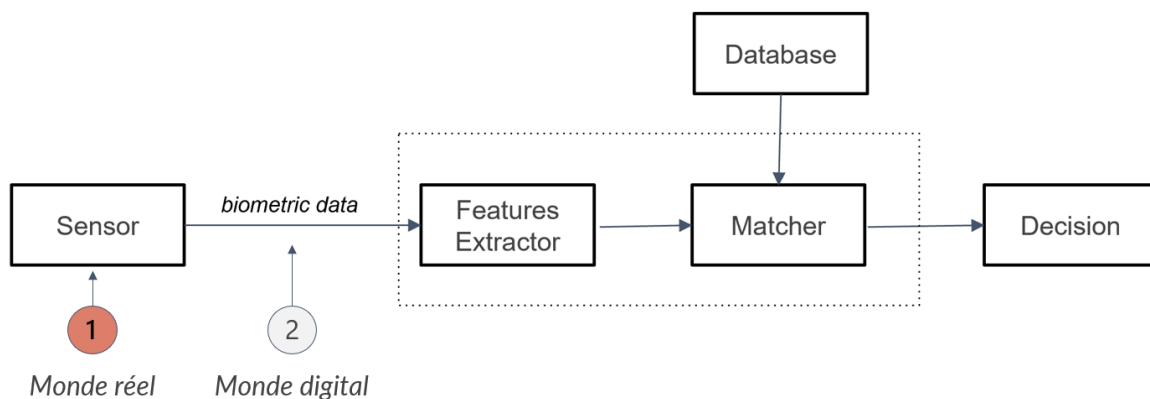 Database
biometric data
Sensor
Features
Extractor
Matcher
Decision
1
2
Monde réel
Monde digital